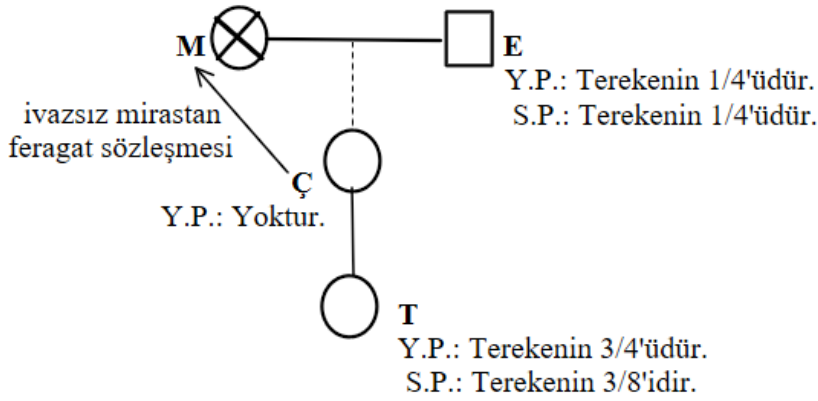 M
E
Y.P.: Terekenin 1/4'üdür.
S.P.: Terekenin 1/4'üdür.
ivazsız mirastan
feragat sözleşmesi
Ç
Y.P.: Yoktur.
T
Y.P.: Terekenin 3/4'üdür.
S.P.: Terekenin 3/8'idir.